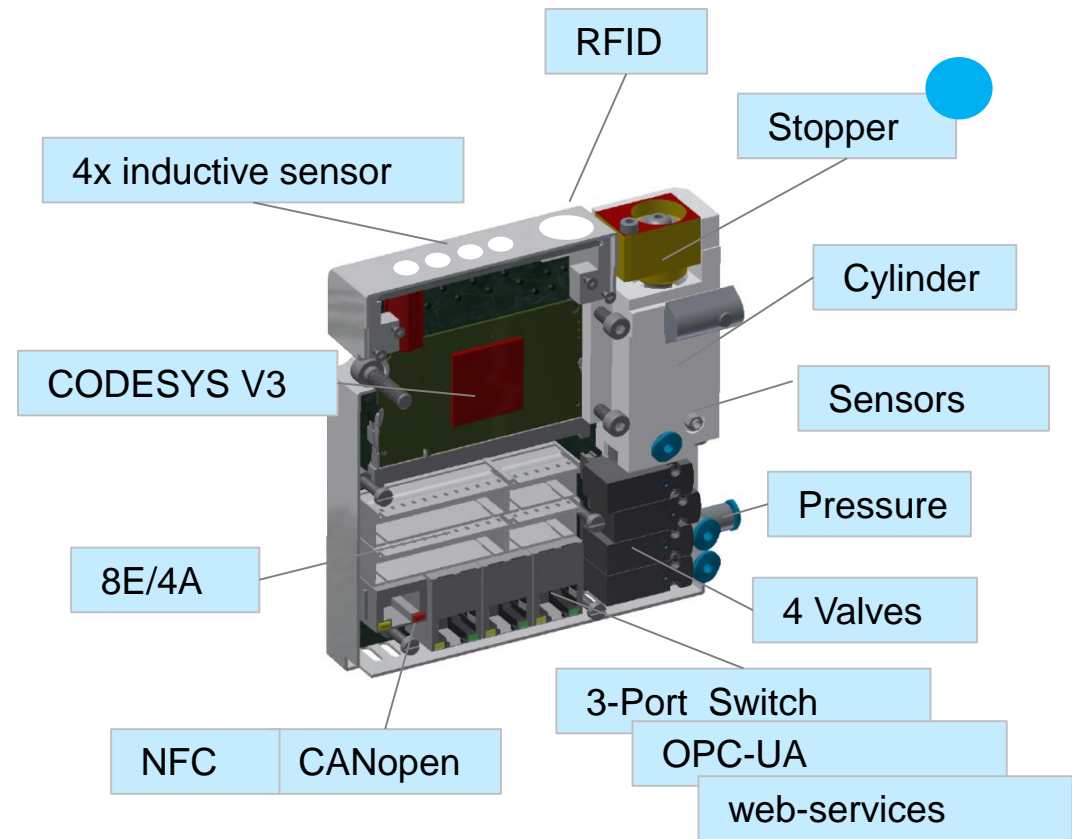 RFID
Stopper
4x inductive sensor
Cylinder
CODESYS V3
Sensors
Pressure
8E/4A
4 Valves
3-Port Switch
NFC
CANopen
OPC-UA
web-services